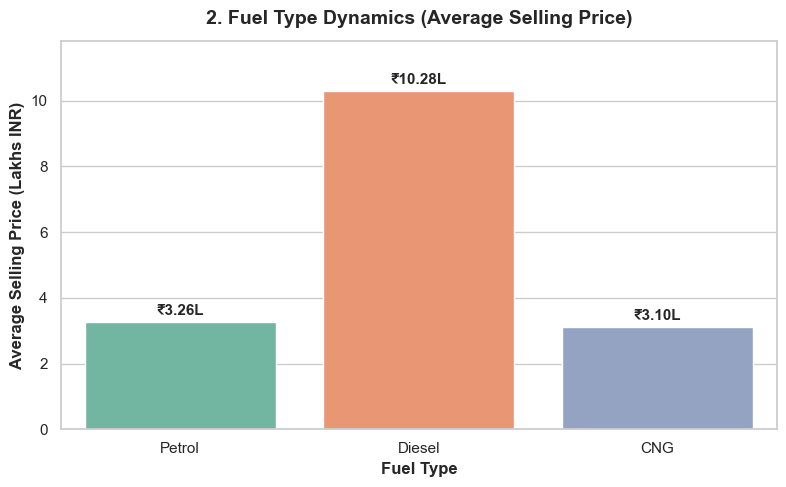 2. Fuel Type Dynamics (Average Selling Price)
Average Selling Price (Lakhs INR)
10
8
6
4
2
0
₹3.26L
₹10.28L
₹3.10L
Petrol
Diesel
CNG
Fuel Type